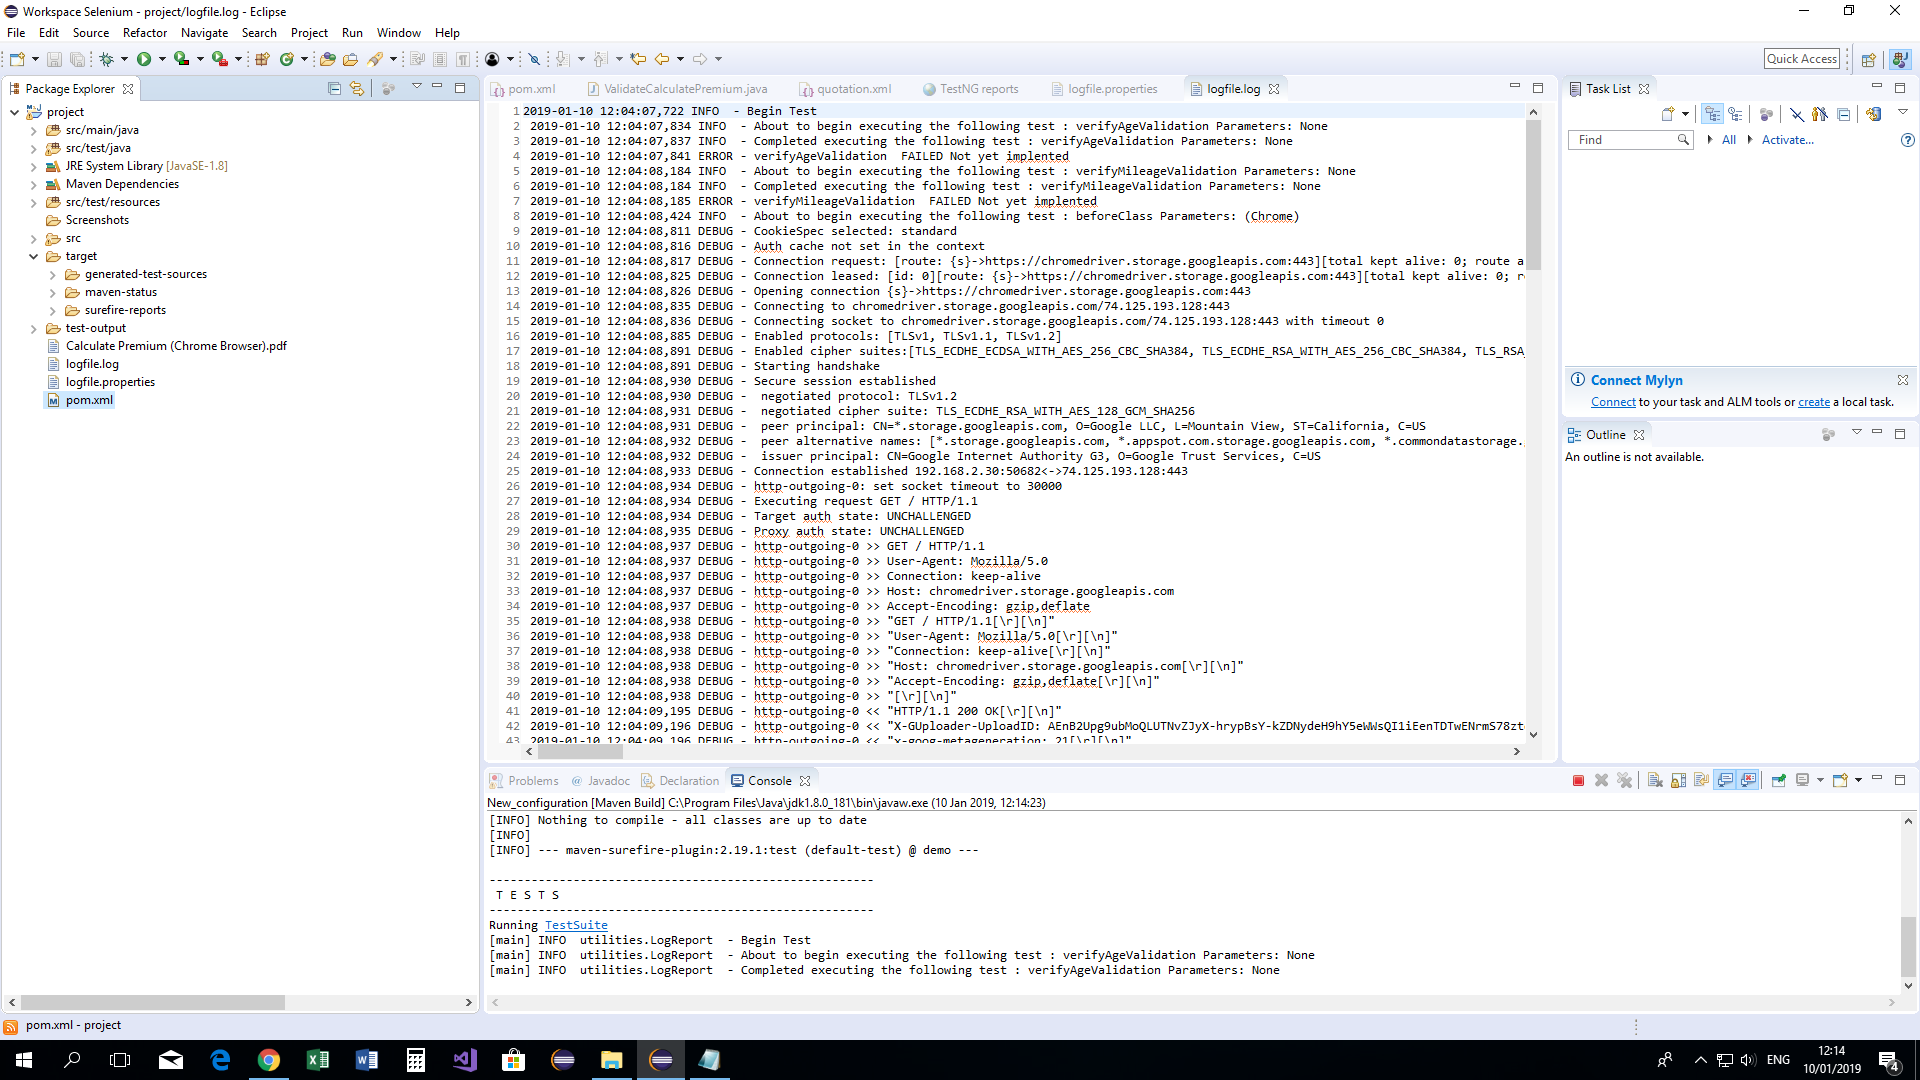 Workspace Selenium - project/logfile.log - Eclipse
File Edit Source Refactor Navigate Search Project Run Window Help
Quick Access
Package Explorer
project
src/main/java
src/test/java
JRE System Library [JavaSE-1.8]
Maven Dependencies
src/test/resources
Screenshots
src
target
generated-test-sources
maven-status
surefire-reports
test-output
Calculate Premium (Chrome Browser).pdf
logfile.log
logfile.properties
pom.xml
pom.xml ValidateCalculatePremium.java quotation.xml TestNG reports logfile.properties logfile.log
1 2019-01-10 12:04:07,722 INFO - Begin Test
2 2019-01-10 12:04:07,834 INFO - About to begin executing the following test : verifyAgeValidation Parameters: None
3 2019-01-10 12:04:07,837 INFO - Completed executing the following test : verifyAgeValidation Parameters: None
4 2019-01-10 12:04:07,841 ERROR - verifyAgeValidation FAILED Not yet implented
5 2019-01-10 12:04:08,184 INFO - About to begin executing the following test : verifyMileageValidation Parameters: None
6 2019-01-10 12:04:08,184 INFO - Completed executing the following test : verifyMileageValidation Parameters: None
7 2019-01-10 12:04:08,185 ERROR - verifyMileageValidation FAILED Not yet implented
8 2019-01-10 12:04:08,424 INFO - About to begin executing the following test : beforeClass Parameters: (Chrome)
9 2019-01-10 12:04:08,811 DEBUG - CookieSpec selected: standard
10 2019-01-10 12:04:08,816 DEBUG - Auth cache not set in the context
11 2019-01-10 12:04:08,817 DEBUG - Connection request: [route: {s}->https://chromedriver.storage.googleapis.com:443][total kept alive: 0; route a
12 2019-01-10 12:04:08,825 DEBUG - Connection leased: [id: 0][route: {s}->https://chromedriver.storage.googleapis.com:443][total kept alive: 0; r
13 2019-01-10 12:04:08,826 DEBUG - Opening connection {s}->https://chromedriver.storage.googleapis.com:443
14 2019-01-10 12:04:08,835 DEBUG - Connecting to chromedriver.storage.googleapis.com/74.125.193.128:443
15 2019-01-10 12:04:08,836 DEBUG - Connecting socket to chromedriver.storage.googleapis.com/74.125.193.128:443 with timeout 0
16 2019-01-10 12:04:08,885 DEBUG - Enabled protocols: [TLSv1, TLSv1.1, TLSv1.2]
17 2019-01-10 12:04:08,891 DEBUG - Enabled cipher suites:[TLS_ECDHE_ECDSA_WITH_AES_256_CBC_SHA384, TLS_ECDHE_RSA_WITH_AES_256_CBC_SHA384, TLS_RSA_
18 2019-01-10 12:04:08,891 DEBUG - Starting handshake
19 2019-01-10 12:04:08,930 DEBUG - Secure session established
20 2019-01-10 12:04:08,930 DEBUG - negotiated protocol: TLSv1.2
21 2019-01-10 12:04:08,931 DEBUG - negotiated cipher suite: TLS_ECDHE_RSA_WITH_AES_128_GCM_SHA256
22 2019-01-10 12:04:08,931 DEBUG - peer principal: CN=*.storage.googleapis.com, O=Google LLC, L=Mountain View, ST=California, C=US
23 2019-01-10 12:04:08,932 DEBUG - peer alternative names: [*.storage.googleapis.com, *.appspot.com.storage.googleapis.com, *.commondatastorage.
24 2019-01-10 12:04:08,932 DEBUG - issuer principal: CN=Google Internet Authority G3, O=Google Trust Services, C=US
25 2019-01-10 12:04:08,933 DEBUG - Connection established 192.168.2.30:50682<->74.125.193.128:443
26 2019-01-10 12:04:08,934 DEBUG - http-outgoing-0: set socket timeout to 30000
27 2019-01-10 12:04:08,934 DEBUG - Executing request GET / HTTP/1.1
28 2019-01-10 12:04:08,934 DEBUG - Target auth state: UNCHALLENGED
29 2019-01-10 12:04:08,935 DEBUG - Proxy auth state: UNCHALLENGED
30 2019-01-10 12:04:08,937 DEBUG - http-outgoing-0 >> GET / HTTP/1.1
31 2019-01-10 12:04:08,937 DEBUG - http-outgoing-0 >> User-Agent: Mozilla/5.0
32 2019-01-10 12:04:08,937 DEBUG - http-outgoing-0 >> Connection: keep-alive
33 2019-01-10 12:04:08,937 DEBUG - http-outgoing-0 >> Host: chromedriver.storage.googleapis.com
34 2019-01-10 12:04:08,937 DEBUG - http-outgoing-0 >> Accept-Encoding: gzip,deflate
35 2019-01-10 12:04:08,938 DEBUG - http-outgoing-0 >> "GET / HTTP/1.1[\r][\n]"
36 2019-01-10 12:04:08,938 DEBUG - http-outgoing-0 >> "User-Agent: Mozilla/5.0[\r][\n]"
37 2019-01-10 12:04:08,938 DEBUG - http-outgoing-0 >> "Connection: keep-alive[\r][\n]"
38 2019-01-10 12:04:08,938 DEBUG - http-outgoing-0 >> "Host: chromedriver.storage.googleapis.com[\r][\n]"
39 2019-01-10 12:04:08,938 DEBUG - http-outgoing-0 >> "Accept-Encoding: gzip,deflate[\r][\n]"
40 2019-01-10 12:04:08,938 DEBUG - http-outgoing-0 >> "[\r][\n]"
41 2019-01-10 12:04:09,195 DEBUG - http-outgoing-0 << "HTTP/1.1 200 OK[\r][\n]"
42 2019-01-10 12:04:09,196 DEBUG - http-outgoing-0 << "X-GUploader-UploadID: AEnB2Upg9ubMoQLUTNvZJyX-hrypBsY-kZDNydeH9hY5eWWsQI1iEenTDTwENrmS78zt
43 2019-01-10 12:04:09,196 DEBUG - http-outgoing-0 << "x-goog-metageneration: 21[\r][\n]"
Task List
Find All Activate...
Connect Mylyn
Connect to your task and ALM tools or create a local task.
Outline
An outline is not available.
Problems Javadoc Declaration Console
New_configuration [Maven Build] C:\Program Files\Java\jdk1.8.0_181\bin\javaw.exe (10 Jan 2019, 12:14:23)
[INFO] Nothing to compile - all classes are up to date
[INFO]
[INFO] --- maven-surefire-plugin:2.19.1:test (default-test) @ demo ---
-------------------------------------------------------
T E S T S
-------------------------------------------------------
Running TestSuite
[main] INFO utilities.LogReport - Begin Test
[main] INFO utilities.LogReport - About to begin executing the following test : verifyAgeValidation Parameters: None
[main] INFO utilities.LogReport - Completed executing the following test : verifyAgeValidation Parameters: None
pom.xml - project
ENG
12:14
10/01/2019
4